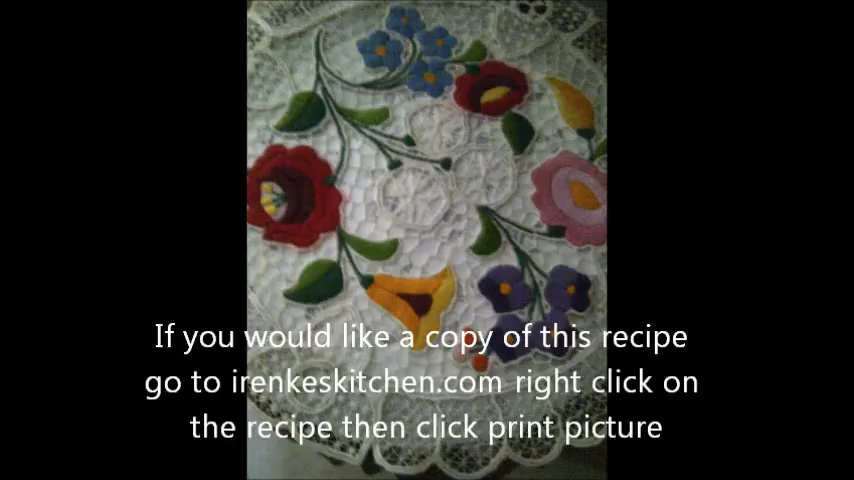 If you would like a copy of this recipe
go to irenkeskitchen.com right click on
the recipe then click print picture